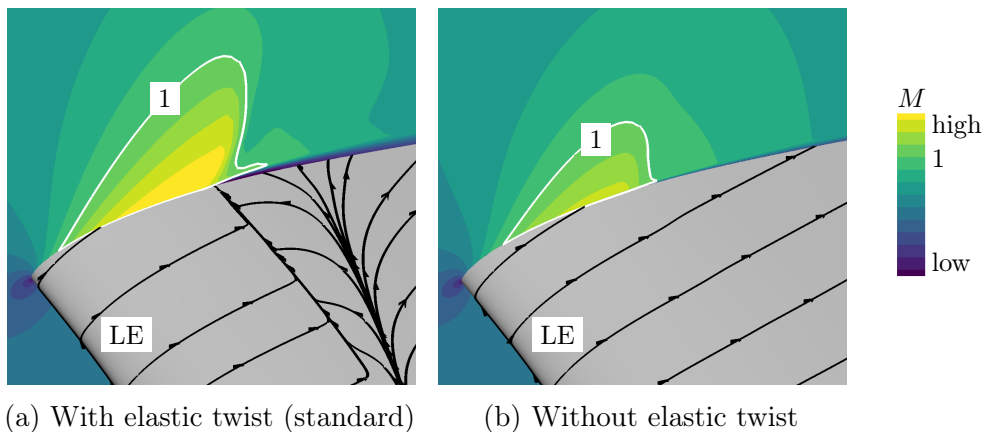 1
LE
1
LE
M
high
1
low
(a) With elastic twist (standard)
(b) Without elastic twist